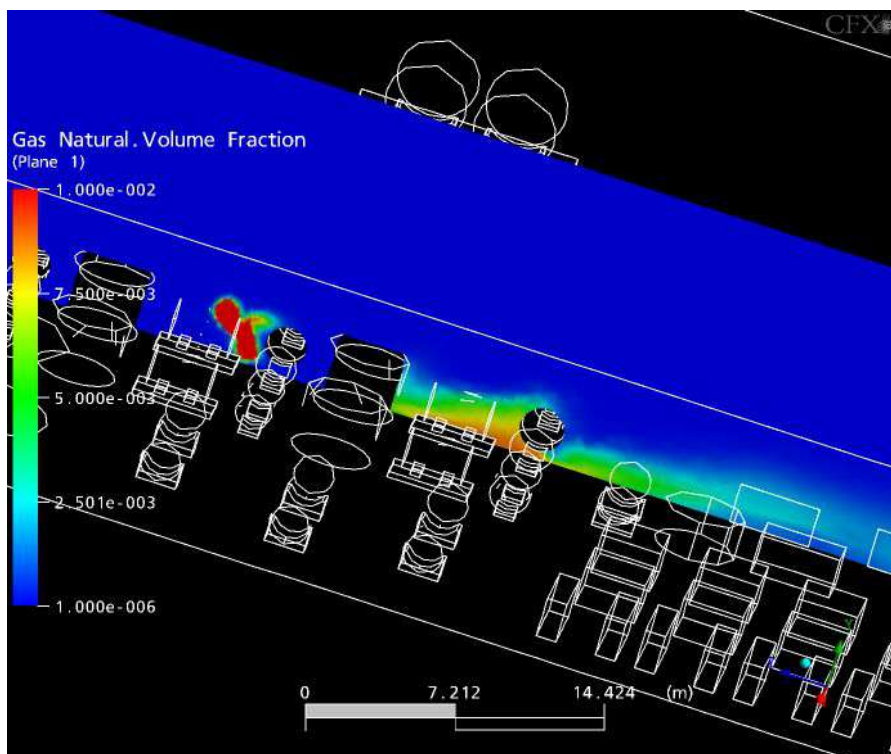 CFX
Gas Natural.Volume Fraction
(Plane 1)
1.000e-002
7.500e-003
5.000e-003
2.501e-003
1.000e-006
0 7.212 14.424 (m)
Y